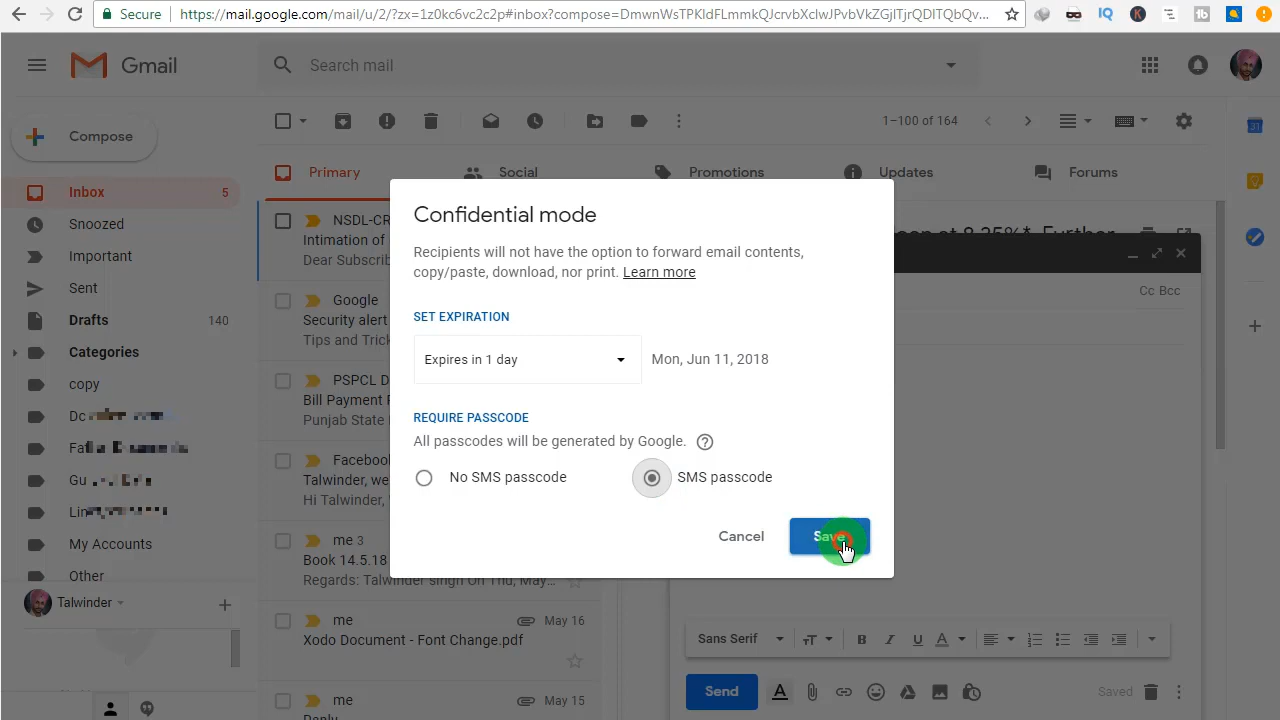 Secure https://mail.google.com/mail/u/2/?zx=1z0kc6vc2c2p#inbox?compose=
Gmail
Search mail
Compose
1–100 of 164
Primary
Social
Promotions
Updates
Forums
Inbox 5
Snoozed
Important
Sent
Drafts 140
Categories
copy
My Accounts
Other
Talwinder
NSDL-CR
Intimation of
Dear Subscrib
Google
Security alert
Tips and Trick
PSPCL D
Bill Payment
Punjab State
Facebook
Talwinder, we
Hi Talwinder,
me 3
Book 14.5.18
Regards: Talwinder singh On Thu, May...
me May 16
Xodo Document - Font Change.pdf
me May 15
Confidential mode
Recipients will not have the option to forward email contents,
copy/paste, download, nor print. Learn more
SET EXPIRATION
Expires in 1 day Mon, Jun 11, 2018
REQUIRE PASSCODE
All passcodes will be generated by Google.
No SMS passcode SMS passcode
Cancel Save
Cc Bcc
Sans Serif
Send
Saved